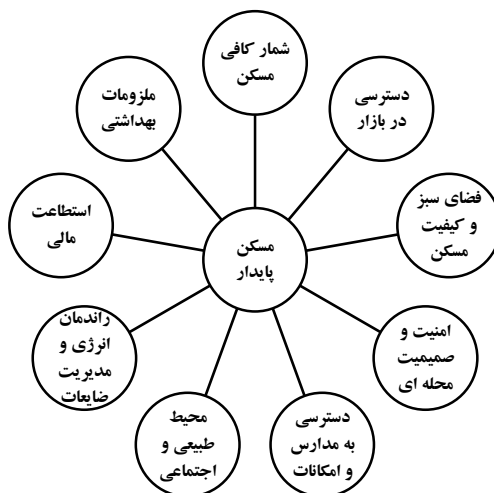 شمار کافی
مسکن
دسترسی
در بازار
فضای سبز
و کیفیت
مسکن
امنیت و
صمیمیت
محله ای
دسترسی
به مدارس
و امکانات
محیط
طبیعی و
اجتماعی
راندمان
انرژی و
مدیریت
ضایعات
استطاعت
مالی
ملزومات
بهداشتی
مسکن
پایدار